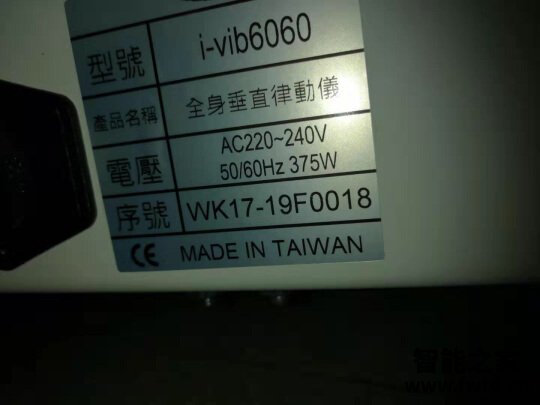 型號 i-vib6060
產品名稱 全身垂直律動儀
電壓 AC220~240V
50/60Hz 375W
序號 WK17-19F0018
CE MADE IN TAIWAN